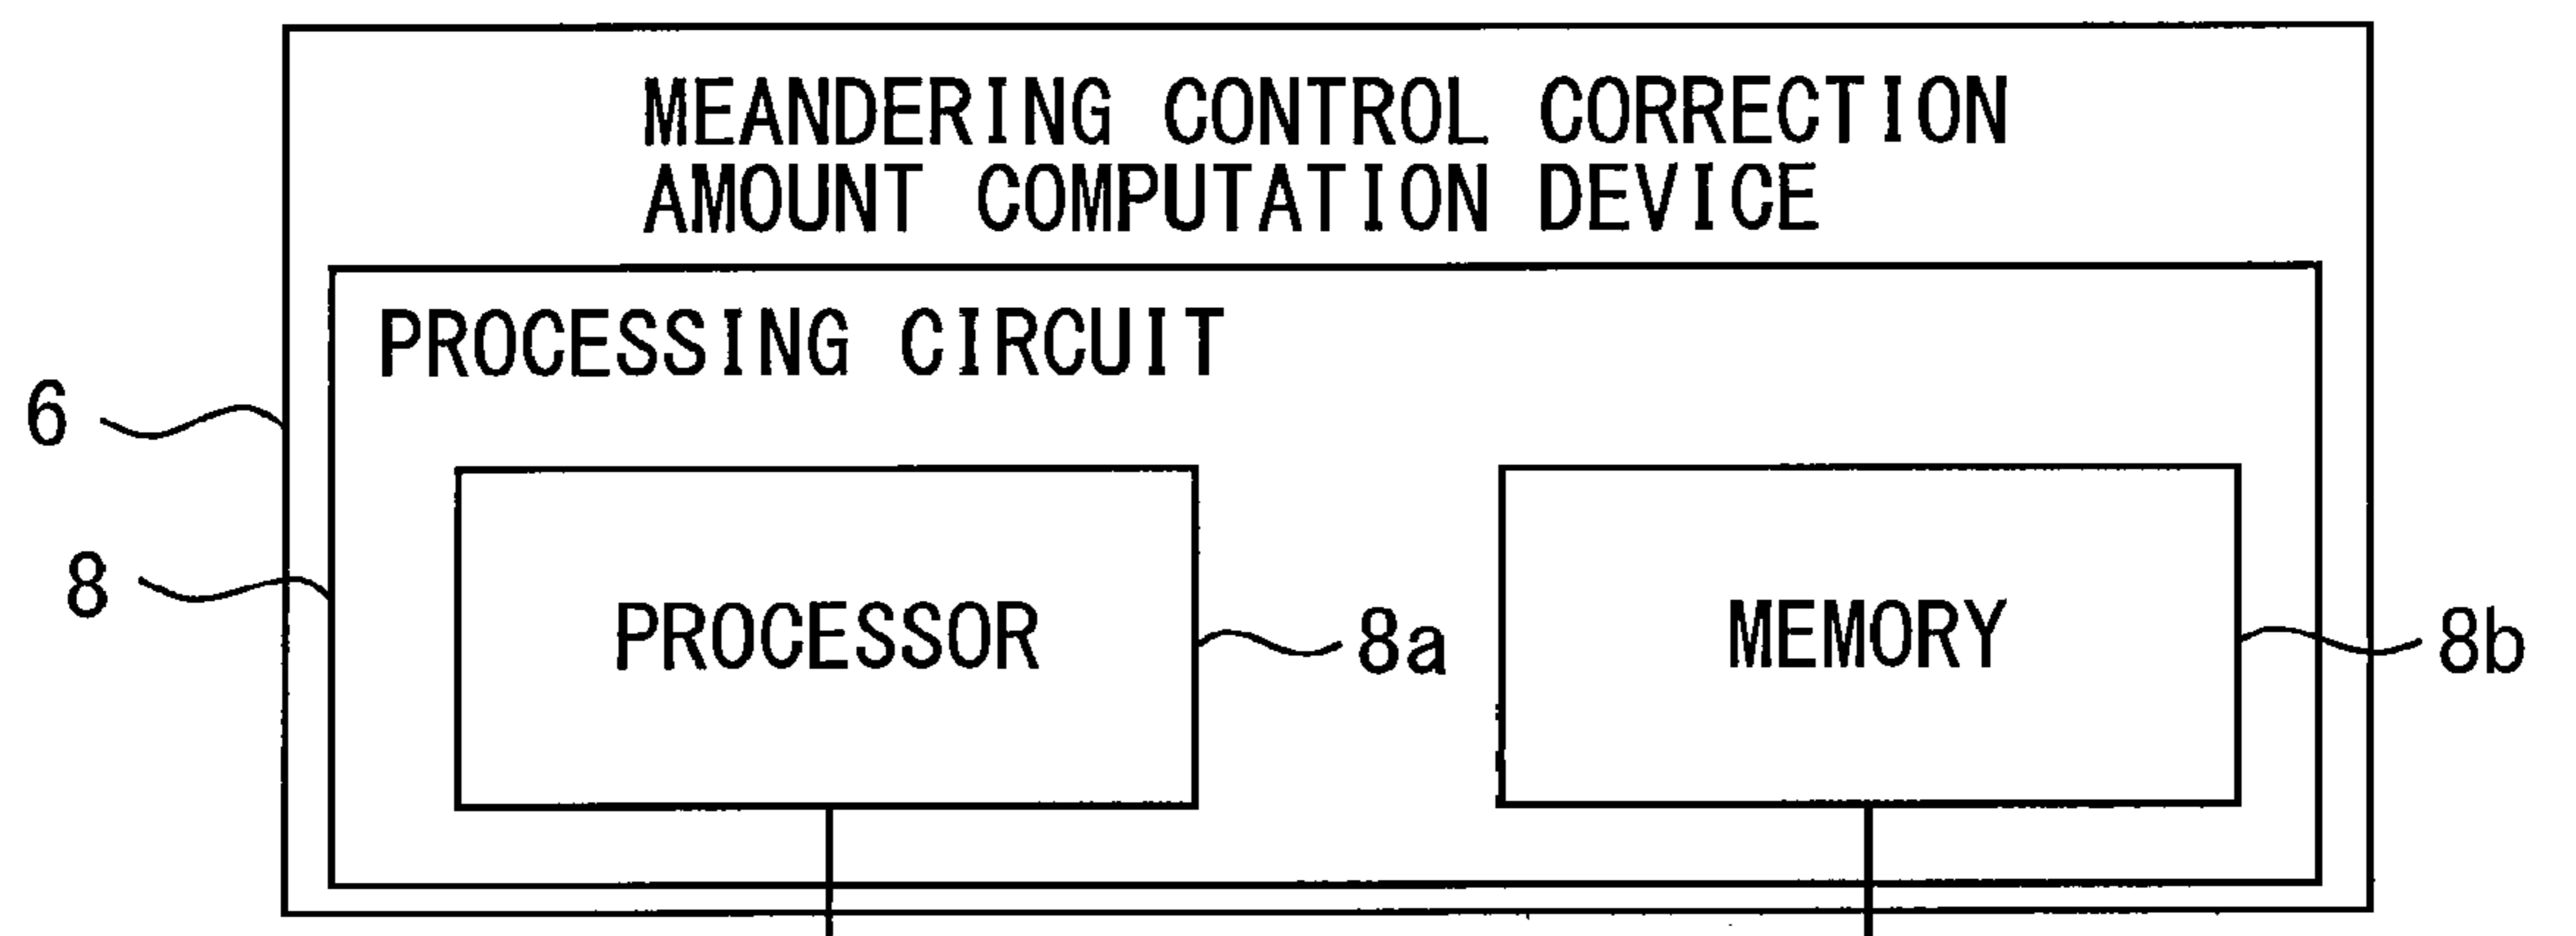 MEANDERING CONTROL CORRECTION
AMOUNT COMPUTATION DEVICE
PROCESSING CIRCUIT
6
8
PROCESSOR
8a
MEMORY
8b